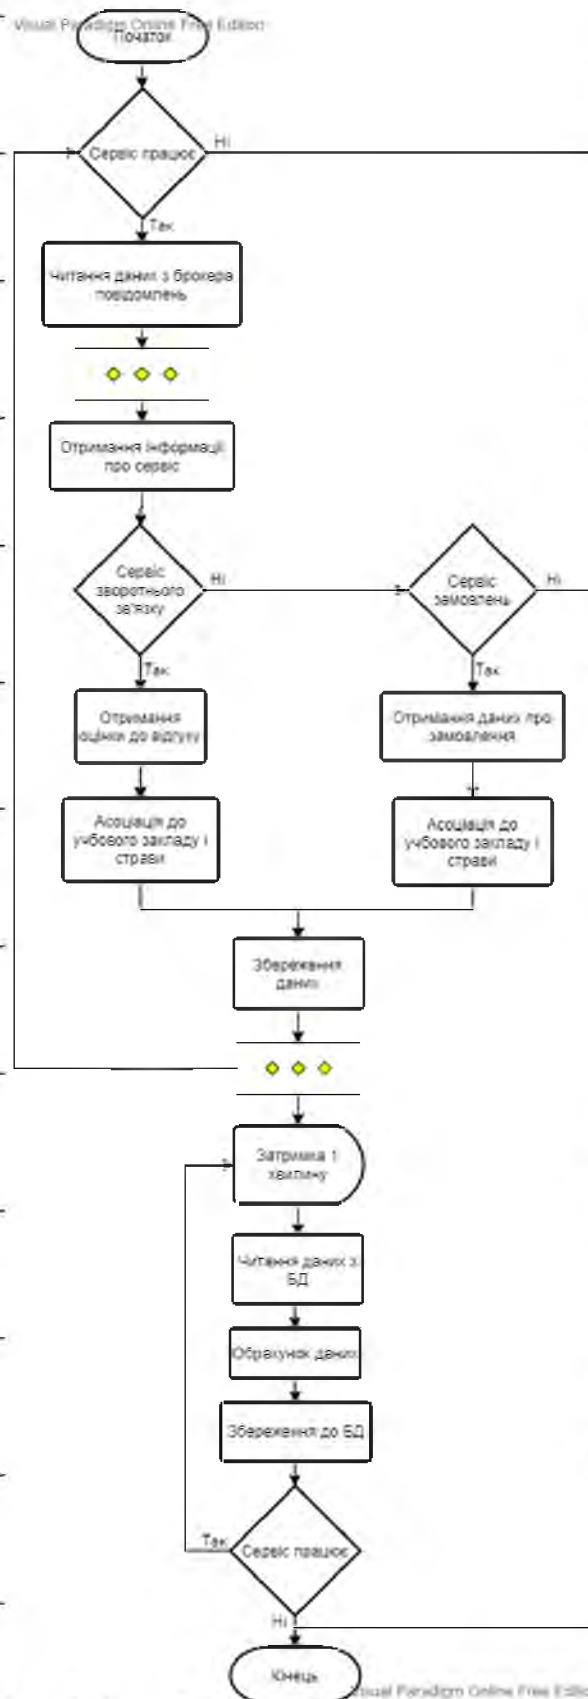 Visual Paradigm Online Free Edition
Початок
Сервіс працює
Ні
Так
Читання даних з брокера
повідомлень
Отримання інформації
про сервіс
Сервіс
зворотнього
зв'язку
Ні
Сервіс
замовлень
Ні
Так
Так
Отримання
оцінки до відгуку
Отримання даних про
замовлення
Асоціація до
учбового закладу і
страви
Асоціація до
учбового закладу і
страви
Збереження
даних
Затримка 1
хвилину
Читання даних з
БД
Обрахунок даних
Збереження до БД
Так
Сервіс працює
Ні
Кінець
Visual Paradigm Online Free Editio